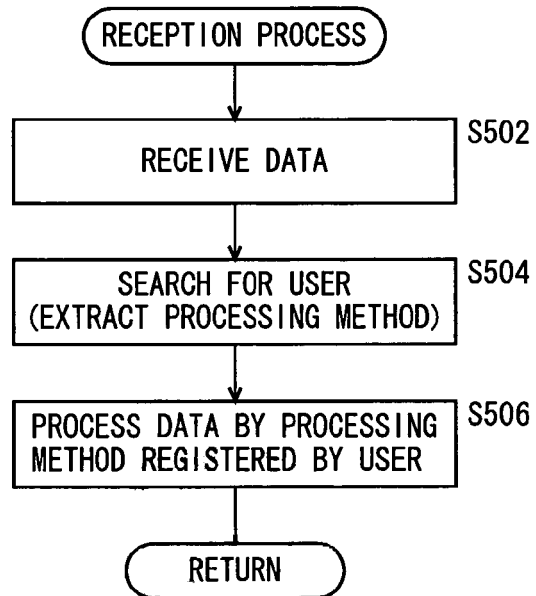 RECEPTION PROCESS
RECEIVE DATA
S502
SEARCH FOR USER
(EXTRACT PROCESSING METHOD)
S504
PROCESS DATA BY PROCESSING
METHOD REGISTERED BY USER
S506
RETURN